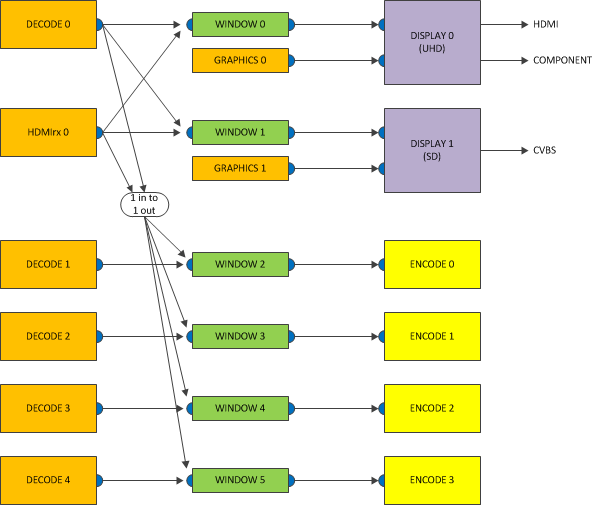 DECODE 0
WINDOW 0
GRAPHICS 0
DISPLAY 0
(UHD)
HDMI
COMPONENT
HDMIrx 0
WINDOW 1
GRAPHICS 1
DISPLAY 1
(SD)
CVBS
1 in to
1 out
DECODE 1
WINDOW 2
ENCODE 0
DECODE 2
WINDOW 3
ENCODE 1
DECODE 3
WINDOW 4
ENCODE 2
DECODE 4
WINDOW 5
ENCODE 3